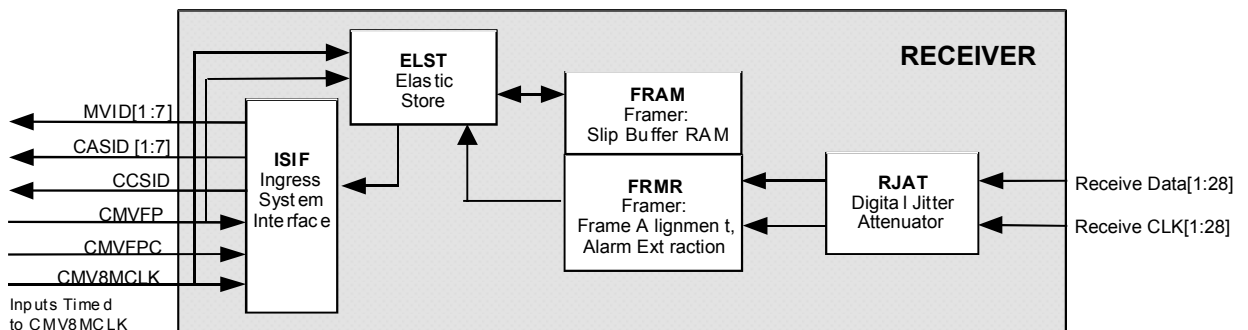 RECEIVER
ELST
Elastic
Store
FRAM
Framer:
Slip Buffer RAM
MVID[1:7]
CASID [1:7]
CCSID
CMVFP
CMVFPC
CMV8MCLK
Inputs Timed
to CMV8MCLK
ISIF
Ingress
System
Interface
FRMR
Framer:
Frame Alignment,
Alarm Extraction
RJAT
Digital Jitter
Attenuator
Receive Data[1:28]
Receive CLK[1:28]